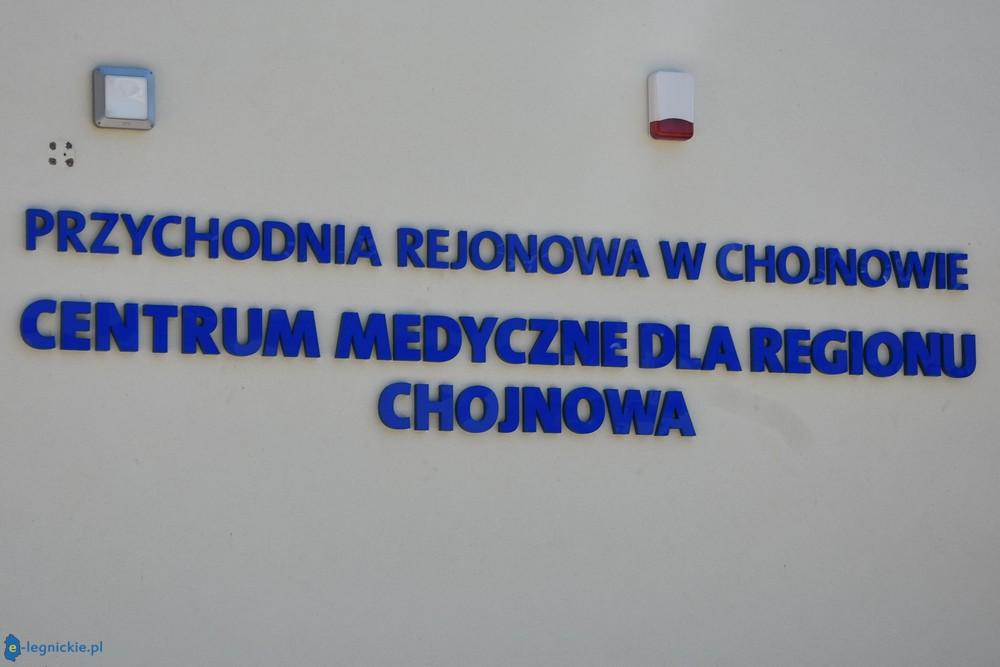 PRZYCHODNIA REJONOWA W CHOJNOWIE
CENTRUM MEDYCZNE DLA REGIONU
CHOJNOWA
e-legnickie.pl